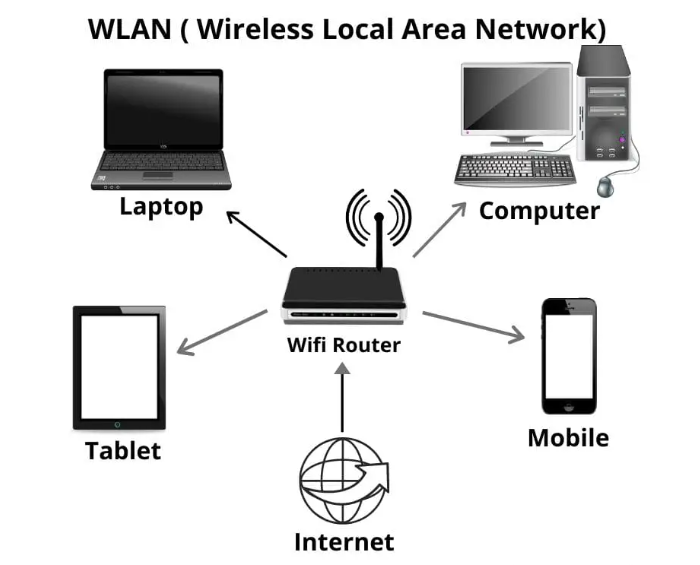 WLAN ( Wireless Local Area Network)
Laptop
Computer
Wifi Router
Tablet
Mobile
Internet